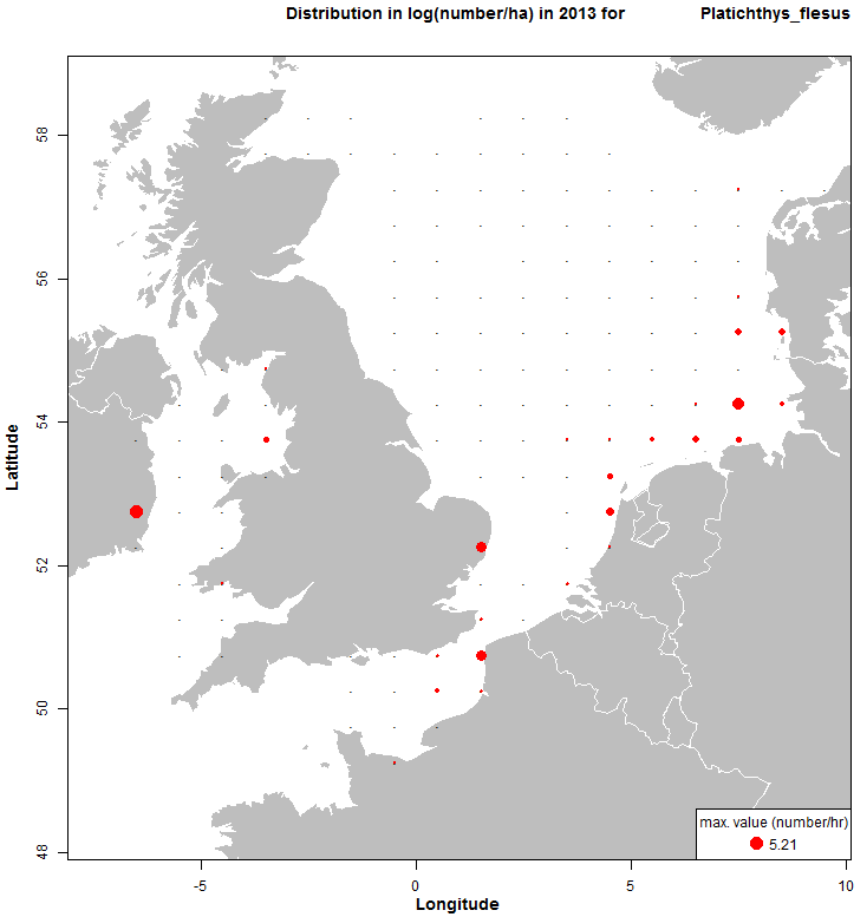 Distribution in log(number/ha) in 2013 for Platichthys_flesus
58
56
54
52
50
48
Latitude
max. value (number/hr)
5.21
-5 0 5 10
Longitude